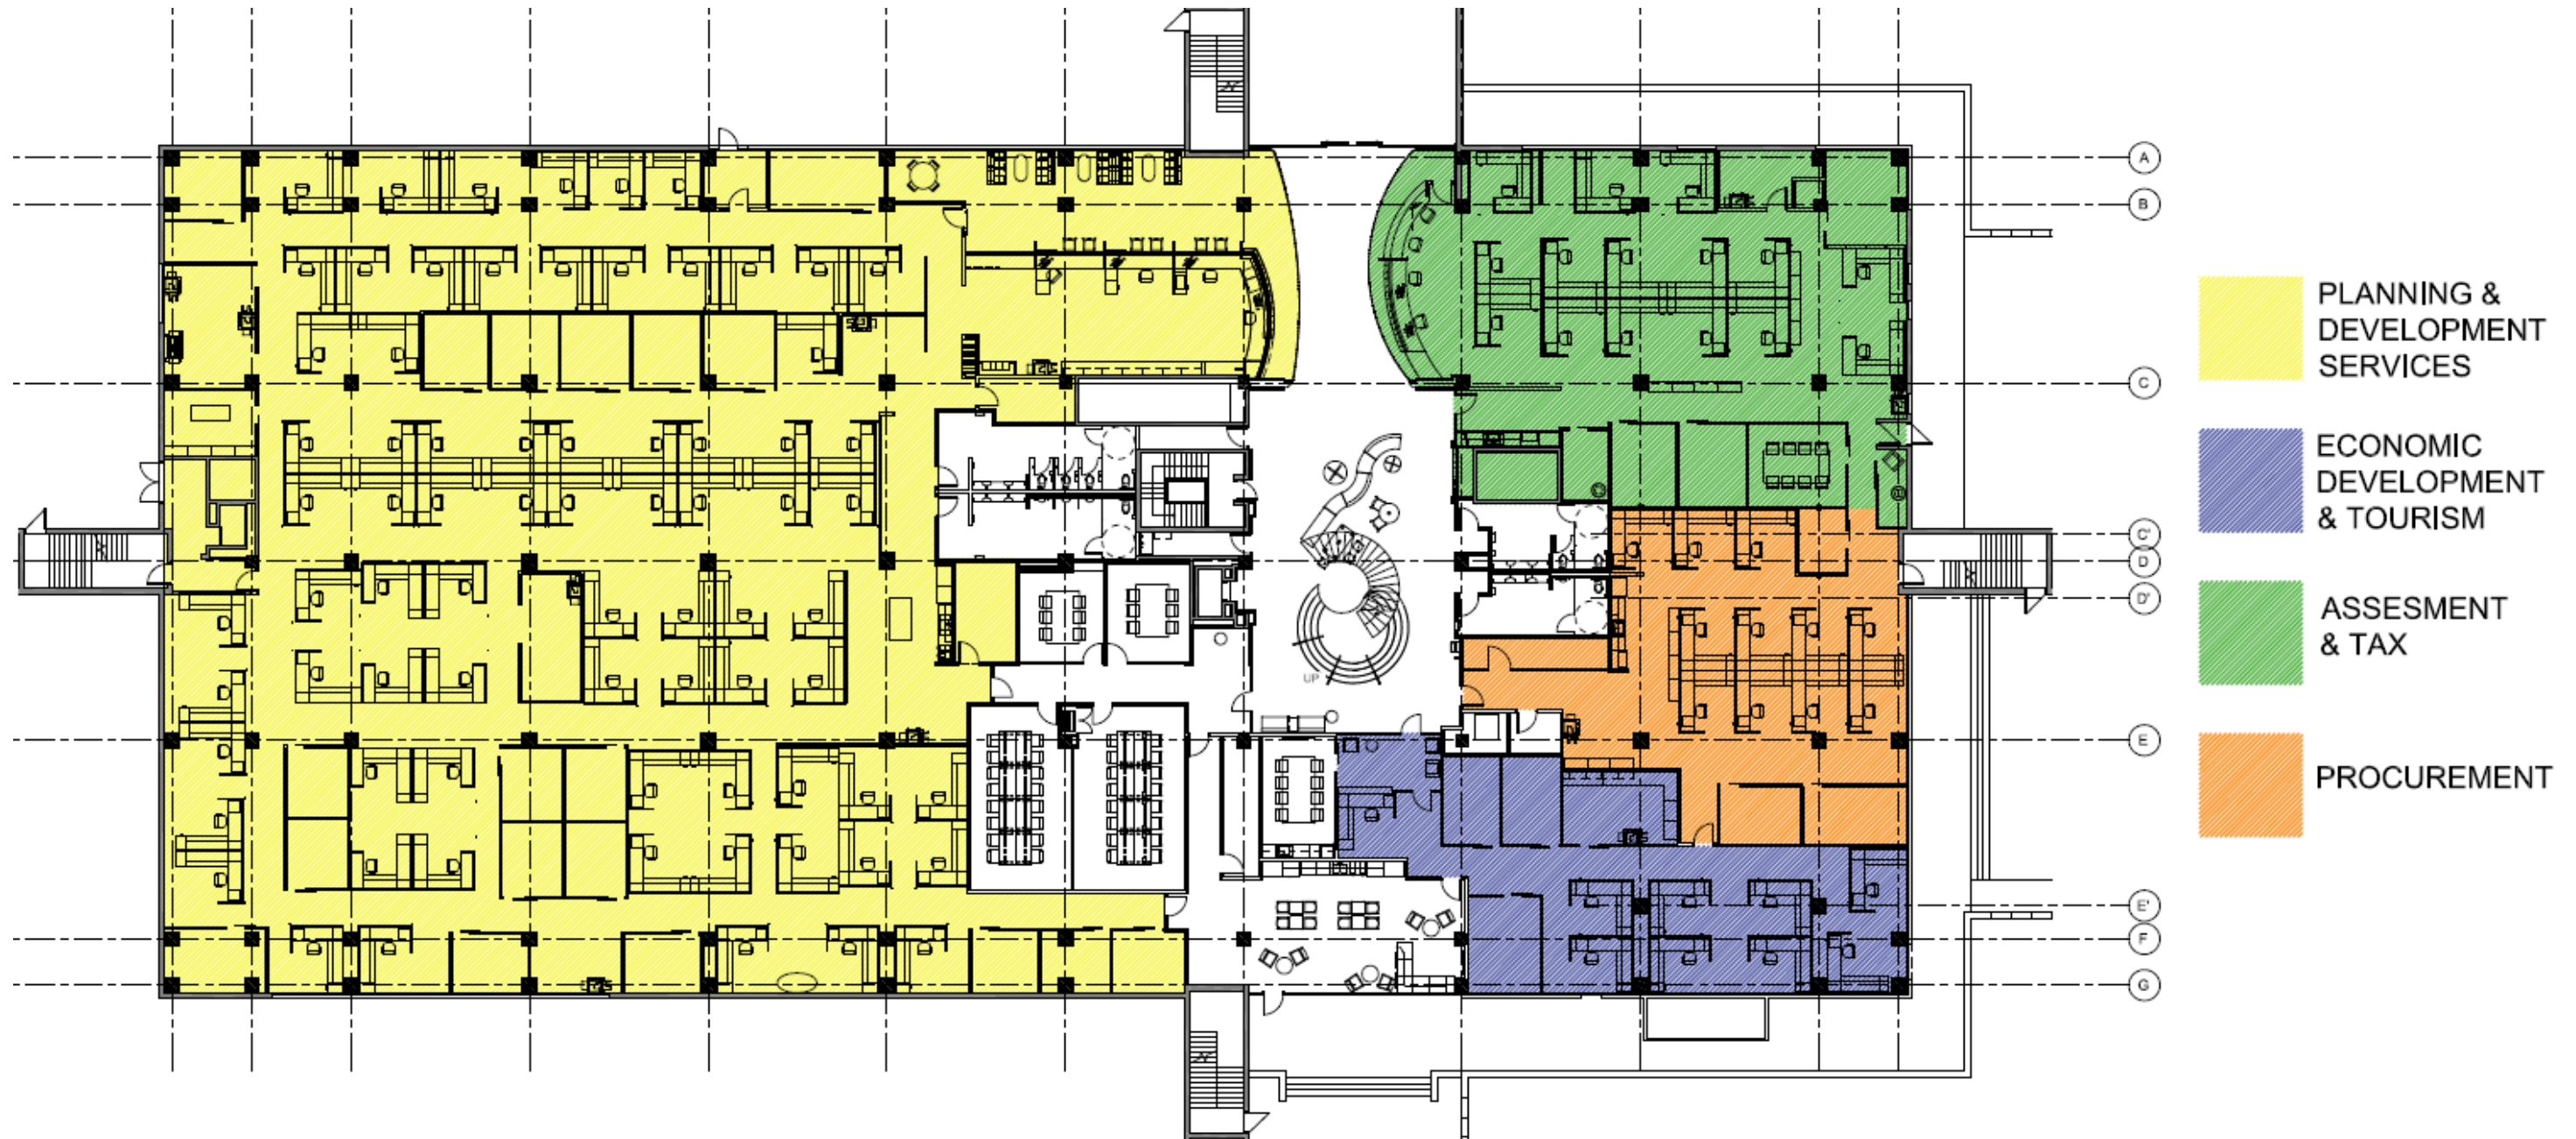 A
B
C
C'
D
D'
E
E'
F
G
UP
PLANNING &
DEVELOPMENT
SERVICES
ECONOMIC
DEVELOPMENT
& TOURISM
ASSESMENT
& TAX
PROCUREMENT